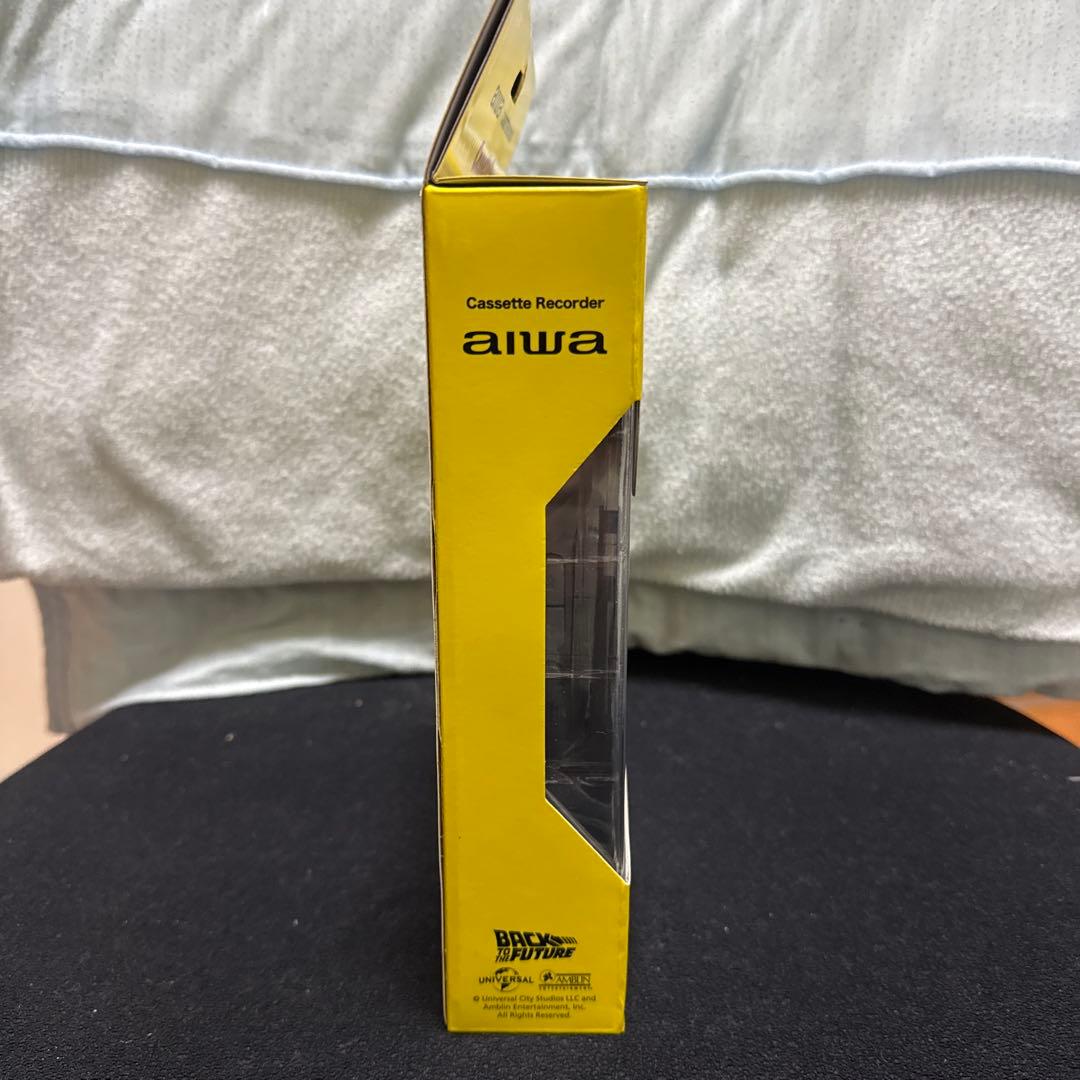 Cassette Recorder
aiwa
BACK
TO THE FUTURE
UNIVERSAL
AMBLIN
ENTERTAINMENT
© Universal City Studios LLC and
Amblin Entertainment, Inc.
All Rights Reserved.